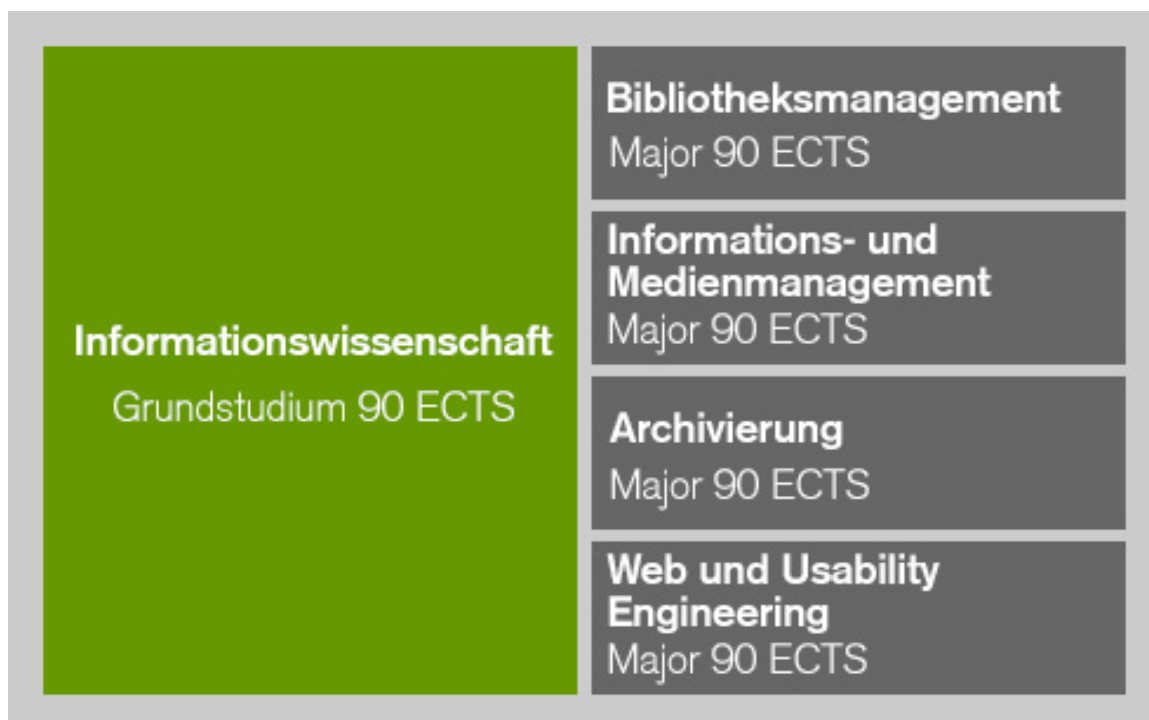 Informationswissenschaft
Grundstudium 90 ECTS
Bibliotheksmanagement
Major 90 ECTS
Informations- und
Medienmanagement
Major 90 ECTS
Archivierung
Major 90 ECTS
Web und Usability
Engineering
Major 90 ECTS